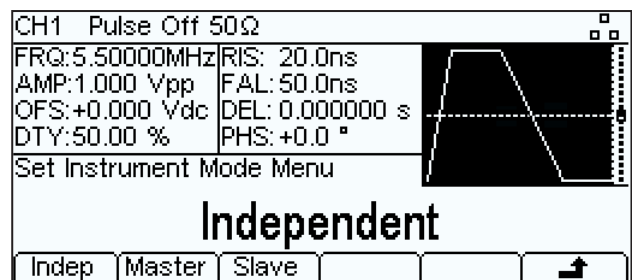 CH1 Pulse Off 50Ω
FRQ:5.50000MHz RIS: 20.0ns
AMP:1.000 Vpp FAL:50.0ns
OFS:+0.000 Vdc DEL: 0.000000 s
DTY:50.00 % PHS:+0.0 °
Set Instrument Mode Menu
Independent
Indep Master Slave